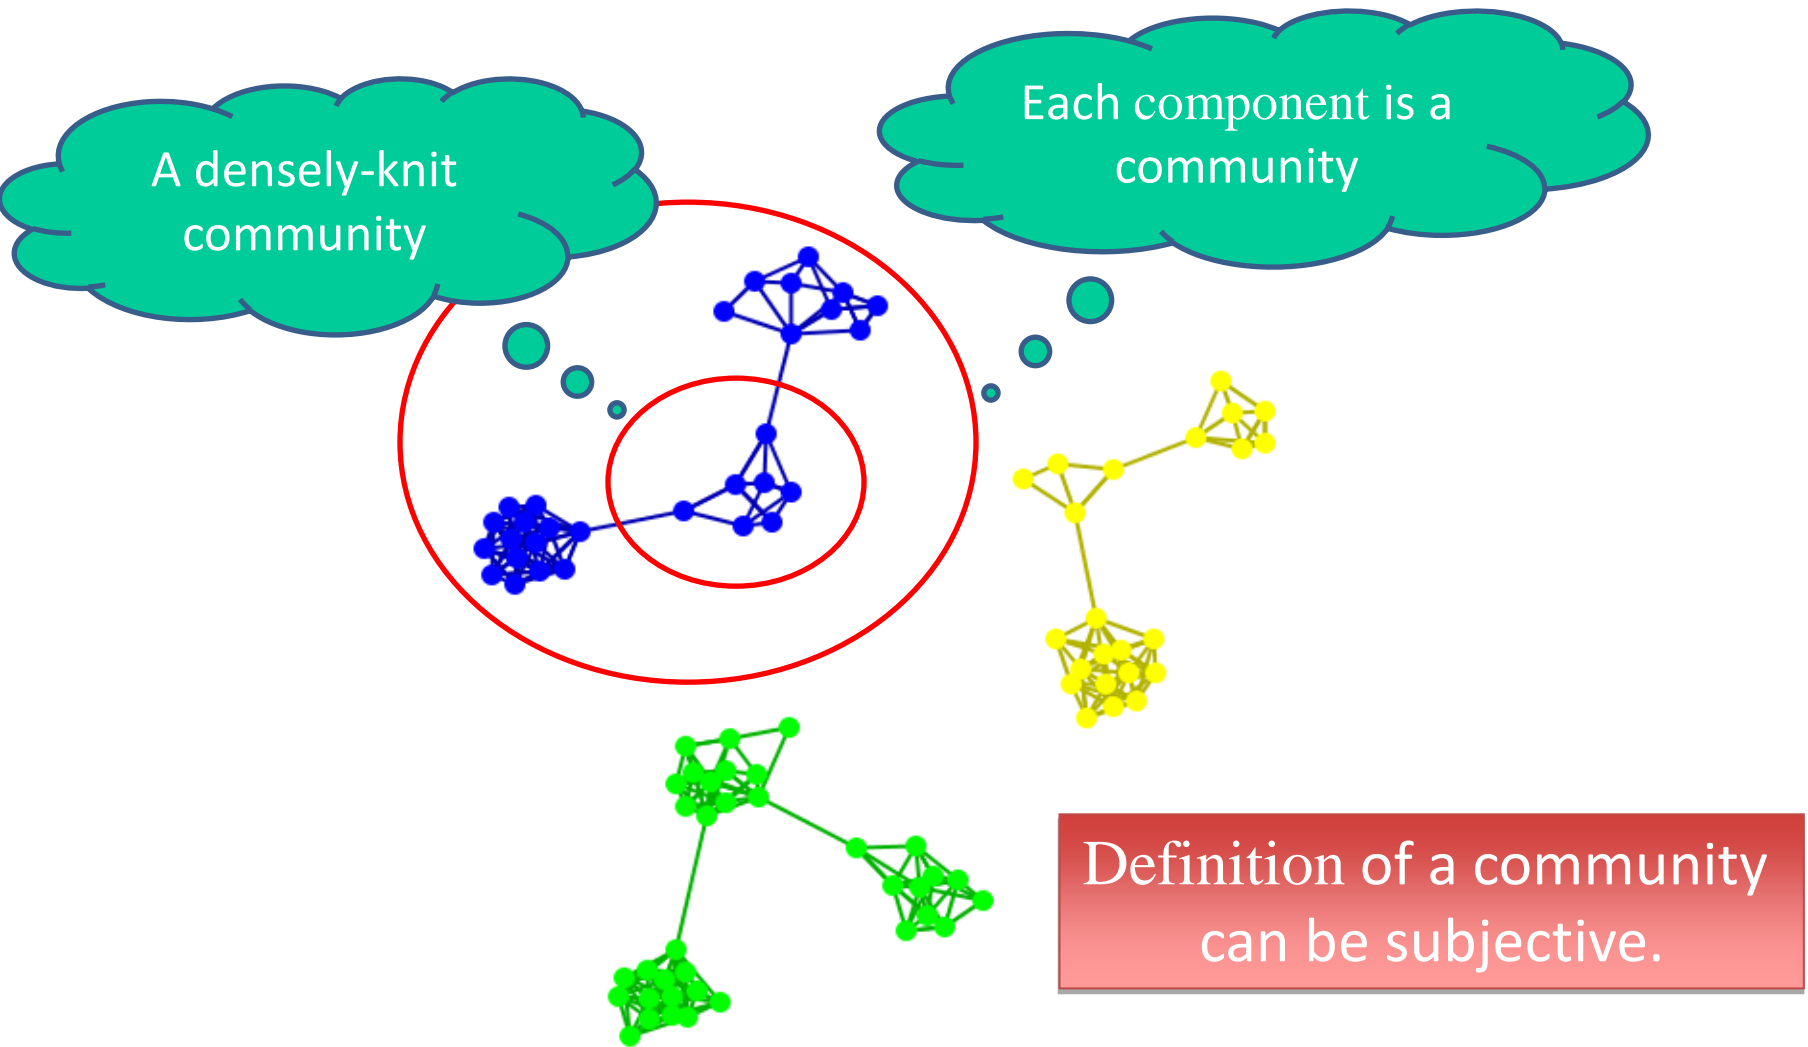 A densely-knit
community
Each component is a
community
Definition of a community
can be subjective.